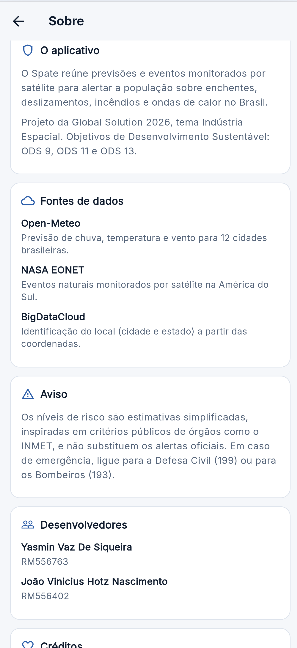 Sobre
O aplicativo
O Spate reúne previsões e eventos monitorados por
satélite para alertar a população sobre enchentes,
deslizamentos, incêndios e ondas de calor no Brasil.
Projeto da Global Solution 2026, tema Indústria
Espacial. Objetivos de Desenvolvimento Sustentável:
ODS 9, ODS 11 e ODS 13.
Fontes de dados
Open-Meteo
Previsão de chuva, temperatura e vento para 12 cidades
brasileiras.
NASA EONET
Eventos naturais monitorados por satélite na América do
Sul.
BigDataCloud
Identificação do local (cidade e estado) a partir das
coordenadas.
Aviso
Os níveis de risco sao estimativas simplificadas,
inspiradas em critérios públicos de órgãos como o
INMET, e não substituem os alertas oficiais. Em caso
de emergência, ligue para a Defesa Civil (199) ou para
os Bombeiros (193).
Desenvolvedores
Yasmin Vaz De Siqueira
RM556763
João Vinicius Hotz Nascimento
RM556402
Créditos